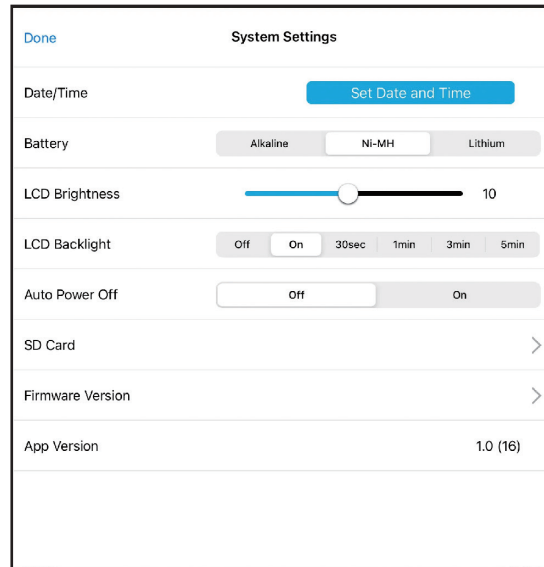 Done System Settings
Date/Time Set Date and Time
Battery Alkaline Ni-MH Lithium
LCD Brightness 10
LCD Backlight Off On 30sec 1min 3min 5min
Auto Power Off Off On
SD Card
Firmware Version
App Version 1.0 (16)